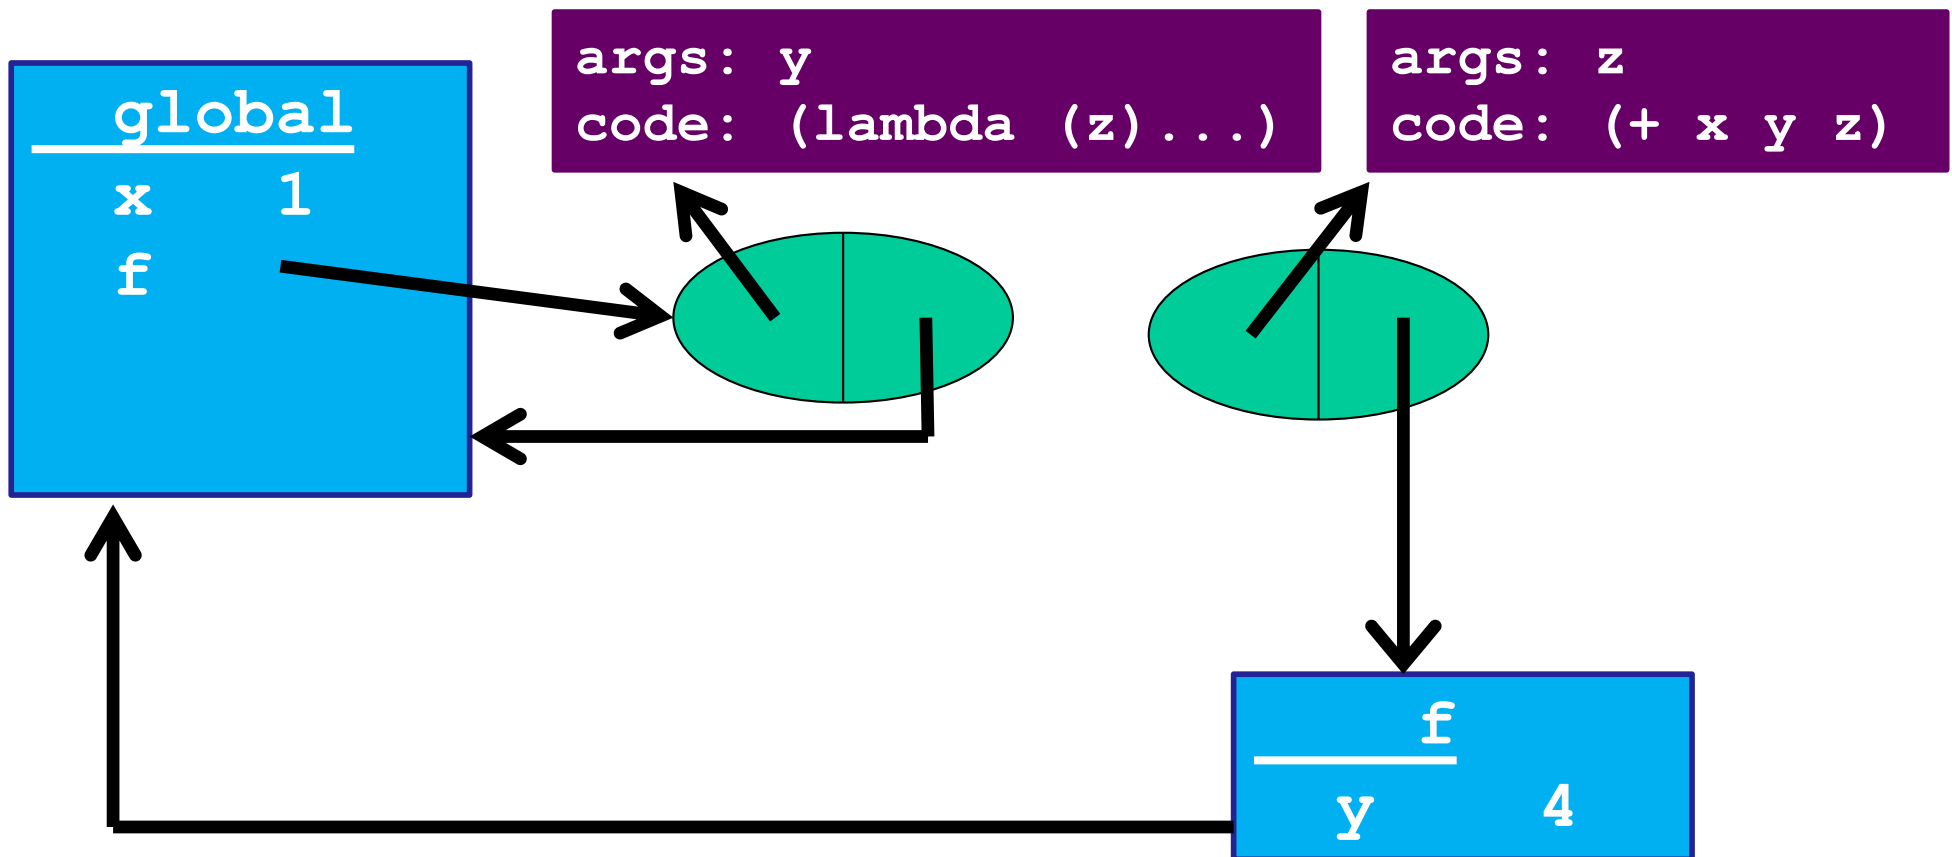 args: y
code: (lambda (z)...)
args: z
code: (+ x y z)
global
x 1
f
f
y 4